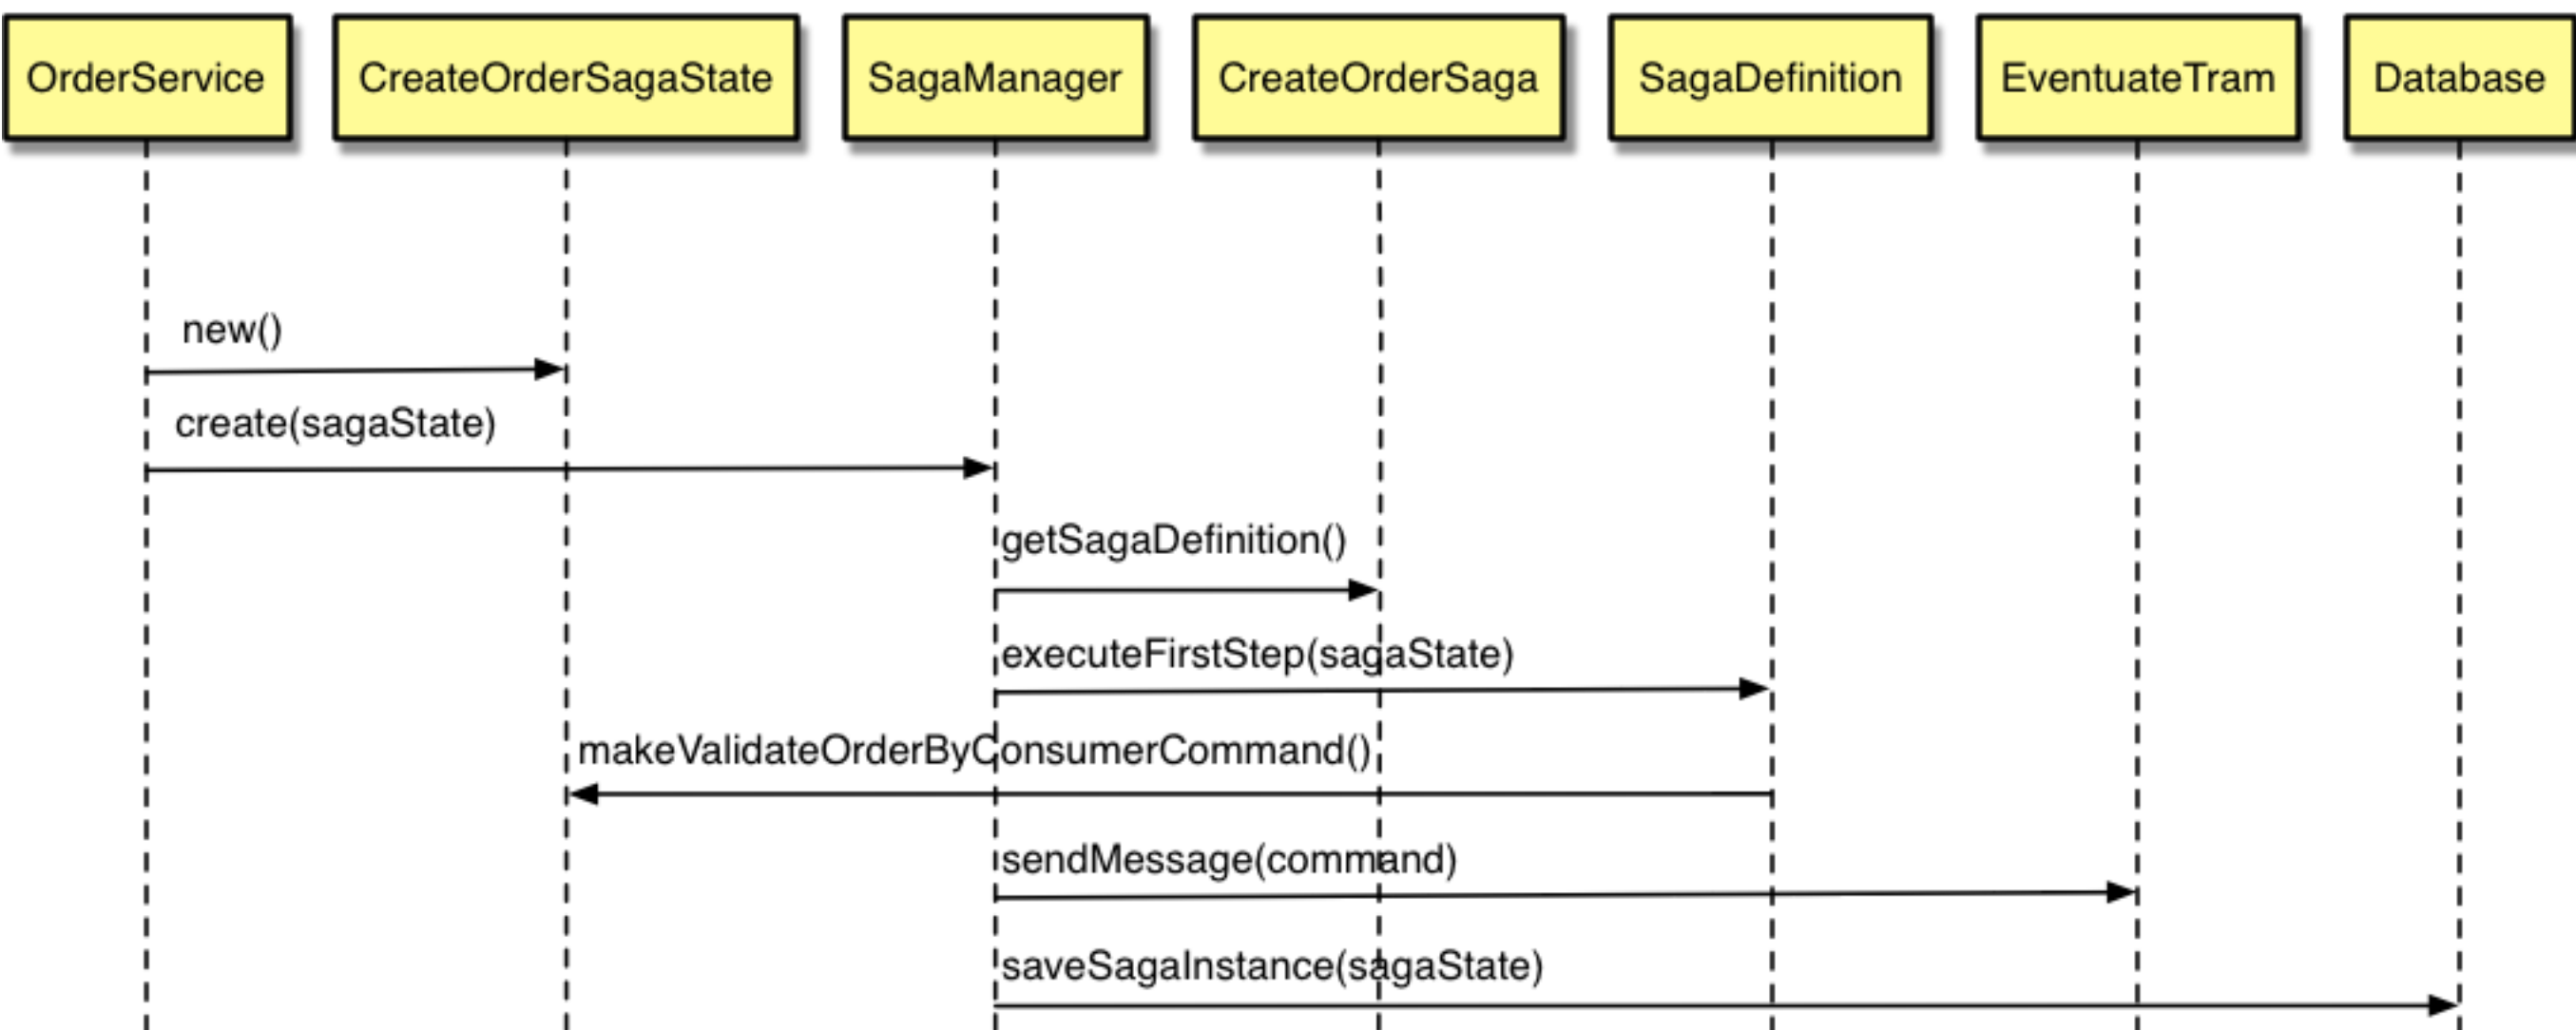 OrderService
CreateOrderSagaState
SagaManager
CreateOrderSaga
SagaDefinition
EventuateTram
Database
new()
create(sagaState)
getSagaDefinition()
executeFirstStep(sagaState)
makeValidateOrderByConsumerCommand()
sendMessage(command)
saveSagaInstance(sagaState)